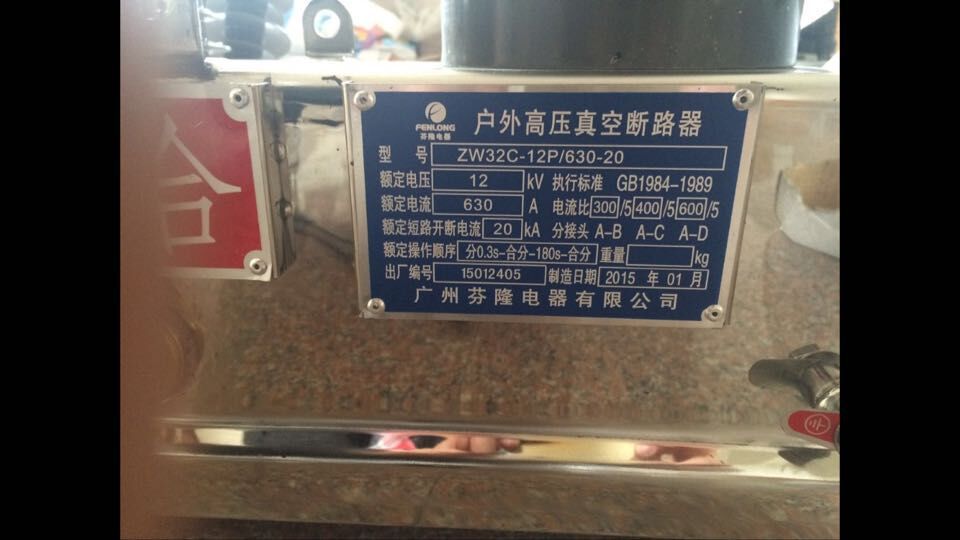 合
FENLONG
芬隆电器
户外高压真空断路器
型 号 ZW32C-12P/630-20
额定电压 12 kV 执行标准 GB1984-1989
额定电流 630 A 电流比 300/5 400/5 600/5
额定短路开断电流 20 kA 分接头 A-B A-C A-D
额定操作顺序 分0.3s-合分-180s-合分 重量 kg
出厂编号 15012405 制造日期 2015 年 01 月
广州芬隆电器有限公司